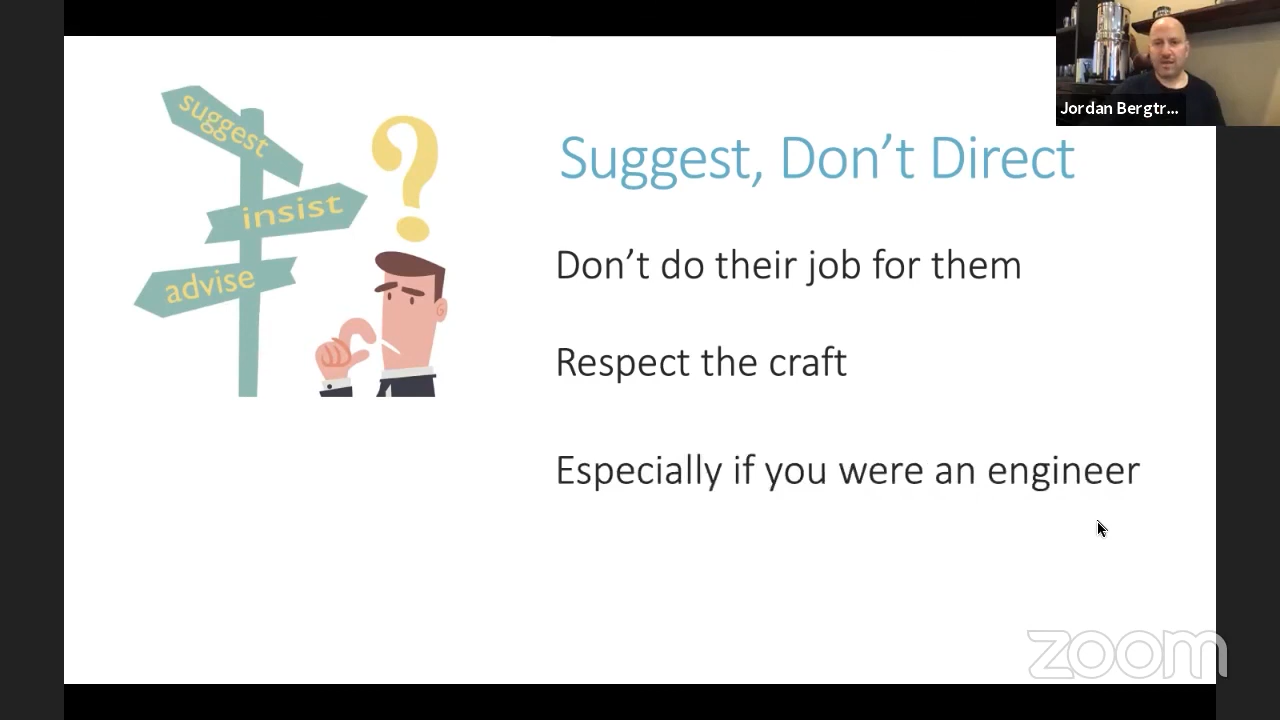 Jordan Bergtr...
suggest
insist
advise
?
Suggest, Don’t Direct
Don’t do their job for them
Respect the craft
Especially if you were an engineer
zoom